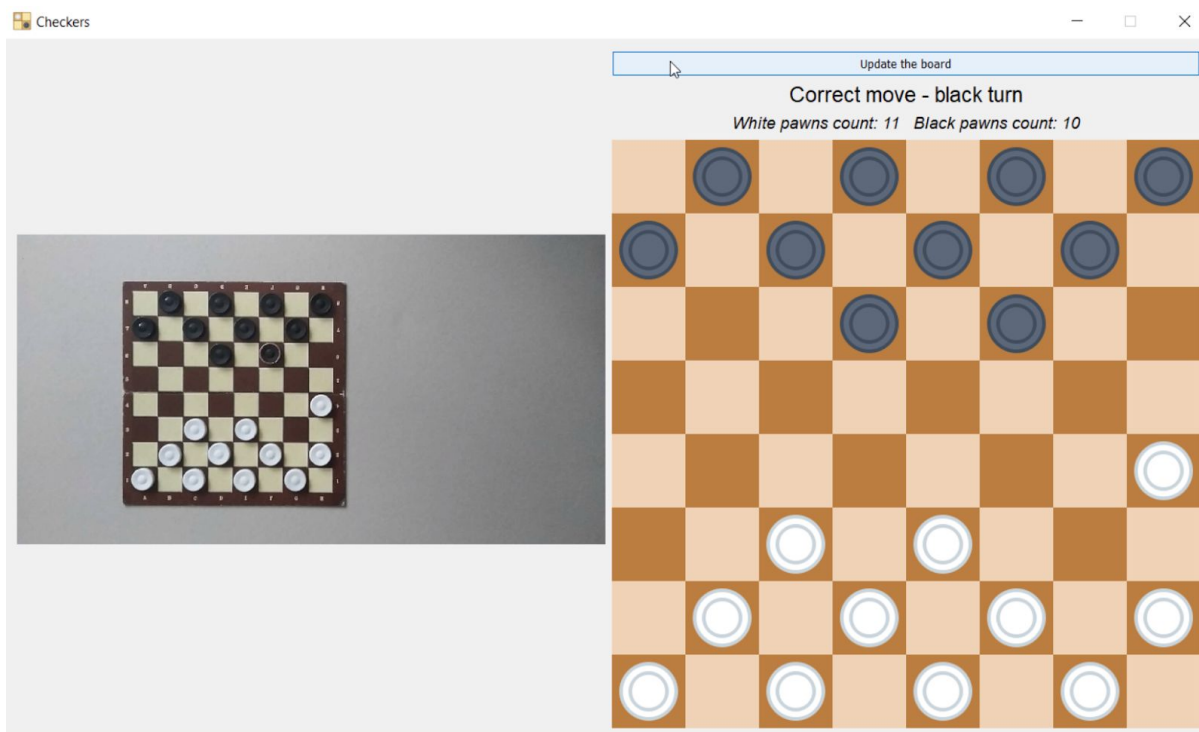 Checkers
Update the board
Correct move - black turn
White pawns count: 11 Black pawns count: 10